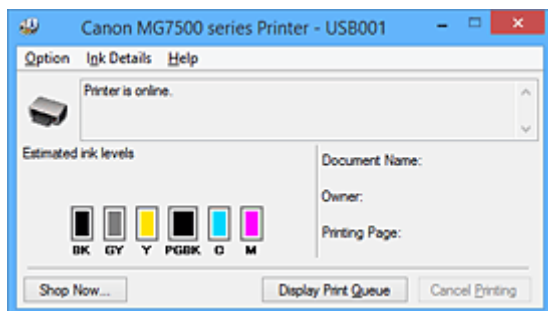 Canon MG7500 series Printer - USB001
Option Ink Details Help
Printer is online.
Estimated ink levels
Document Name:
Owner:
Printing Page:
BK GY Y PGBK C M
Shop Now... Display Print Queue Cancel Printing